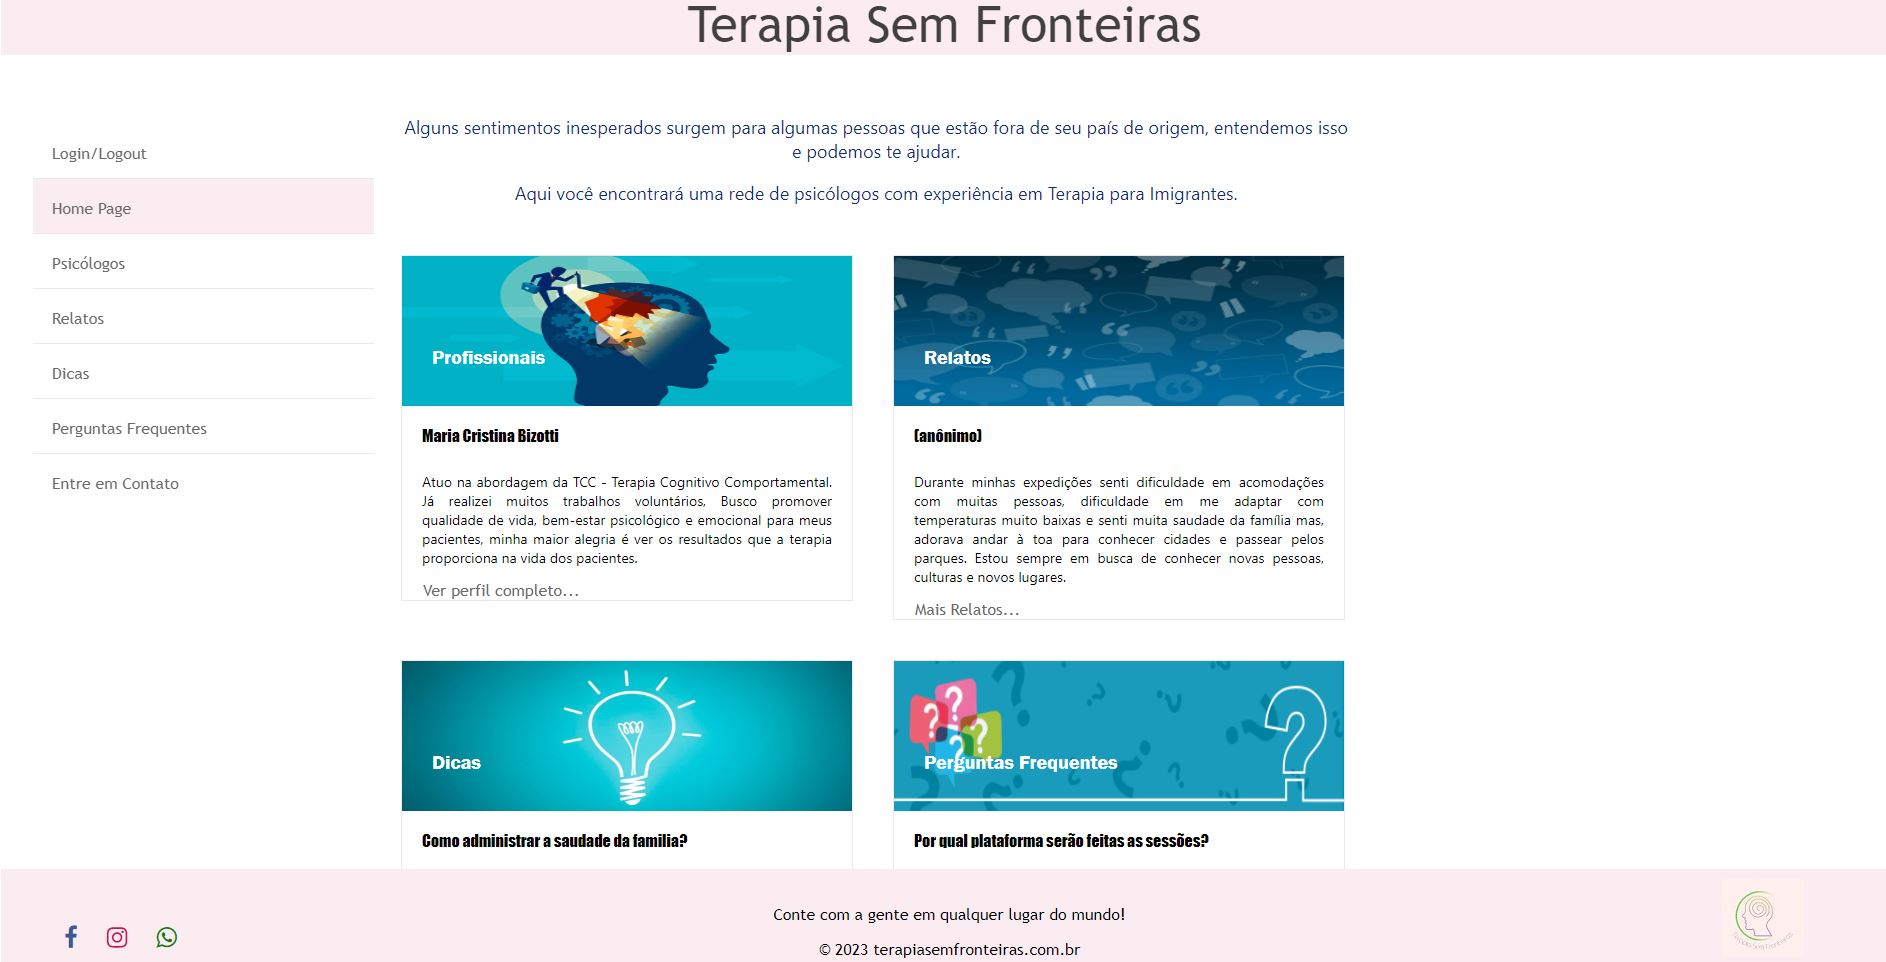 Terapia Sem Fronteiras
Login/Logout
Home Page
Psicólogos
Relatos
Dicas
Perguntas Frequentes
Entre em Contato
Alguns sentimentos inesperados surgem para algumas pessoas que estão fora de seu país de origem, entendemos isso
e podemos te ajudar.
Aqui você encontrará uma rede de psicólogos com experiência em Terapia para Imigrantes.
Profissionais
Maria Cristina Bizotti
Atuo na abordagem da TCC - Terapia Cognitivo Comportamental.
Já realizei muitos trabalhos voluntários, Busco promover
qualidade de vida, bem-estar psicológico e emocional para meus
pacientes, minha maior alegria é ver os resultados que a terapia
proporciona na vida dos pacientes.
Ver perfil completo...
Relatos
(anônimo)
Durante minhas expedições senti dificuldade em acomodações
com muitas pessoas, dificuldade em me adaptar com
temperaturas muito baixas e senti muita saudade da família mas,
adorava andar à toa para conhecer cidades e passear pelos
parques. Estou sempre em busca de conhecer novas pessoas,
culturas e novos lugares.
Mais Relatos...
Dicas
Como administrar a saudade da familia?
Perguntas Frequentes
Por qual plataforma serão feitas as sessões?
Conte com a gente em qualquer lugar do mundo!
© 2023 terapiasemfronteiras.com.br
Terapia Sem Fronteiras